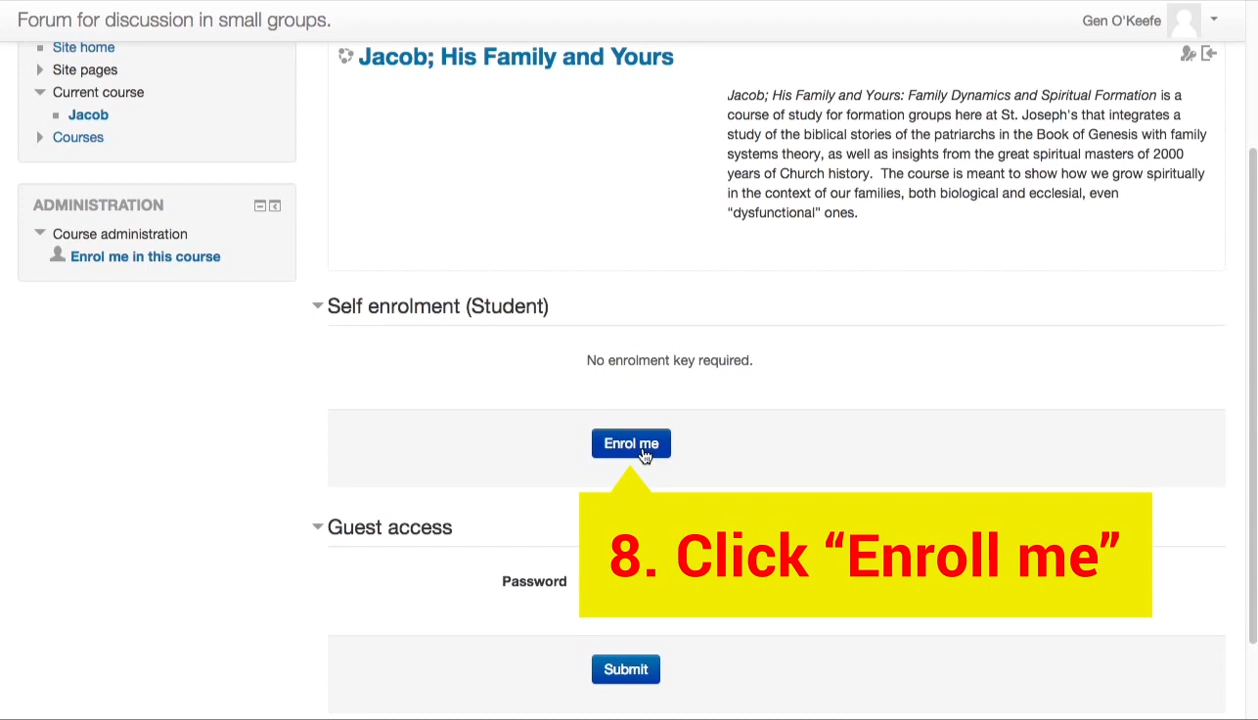 Forum for discussion in small groups.
Gen O'Keefe
Site home
Site pages
Current course
Jacob
Courses
ADMINISTRATION
Course administration
Enrol me in this course
Jacob; His Family and Yours
Jacob; His Family and Yours: Family Dynamics and Spiritual Formation is a
course of study for formation groups here at St. Joseph's that integrates a
study of the biblical stories of the patriarchs in the Book of Genesis with family
systems theory, as well as insights from the great spiritual masters of 2000
years of Church history.  The course is meant to show how we grow spiritually
in the context of our families, both biological and ecclesial, even
"dysfunctional" ones.
Self enrolment (Student)
No enrolment key required.
Enrol me
8. Click “Enroll me”
Guest access
Password
Submit